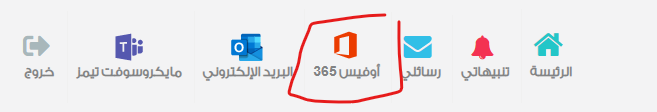 الرئيسة
تنبيهاتي
رسائلي
أوفيس 365
البريد الإلكتروني
مايكروسوفت تيمز
خروج